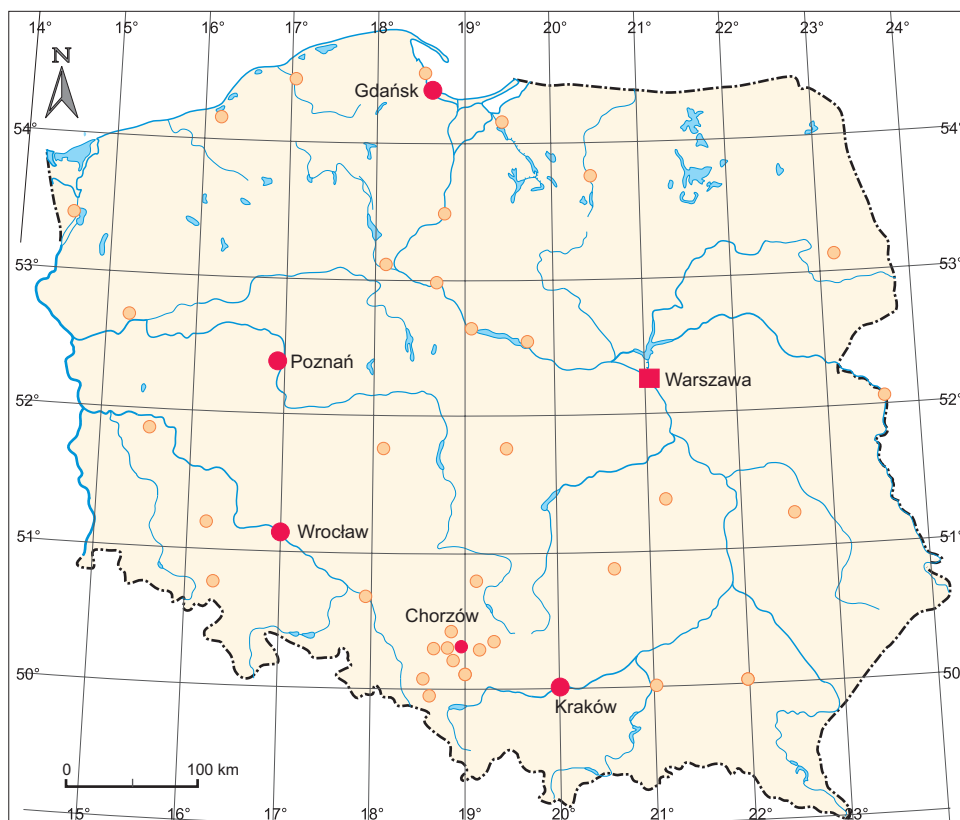 14° 15° 16° 17° 18° 19° 20° 21° 22° 23° 24°
N
Gdańsk
54° 54°
53° 53°
Poznań
Warszawa
52° 52°
Wrocław
51° 51°
Chorzów
50° 50
Kraków
0 100 km
15° 16° 17° 18° 19° 20° 21° 22° 23°